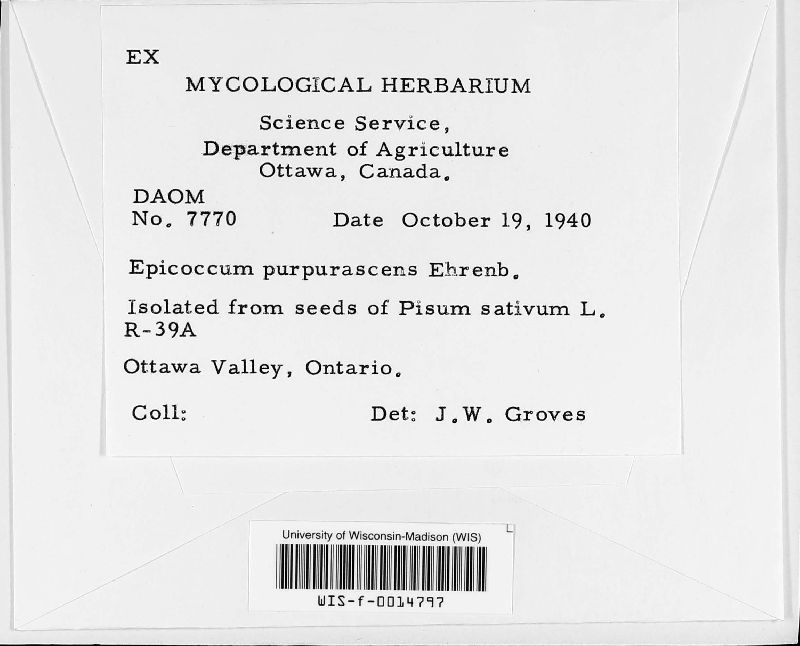 EX
MYCOLOGICAL HERBARIUM
Science Service,
Department of Agriculture
Ottawa, Canada.
DAOM
No. 7770 Date October 19, 1940
Epicoccum purpurascens Ehrenb.
Isolated from seeds of Pisum sativum L.
R-39A
Ottawa Valley, Ontario.
Coll: Det: J.W. Groves
University of Wisconsin-Madison (WIS)
WIS-f-0014797